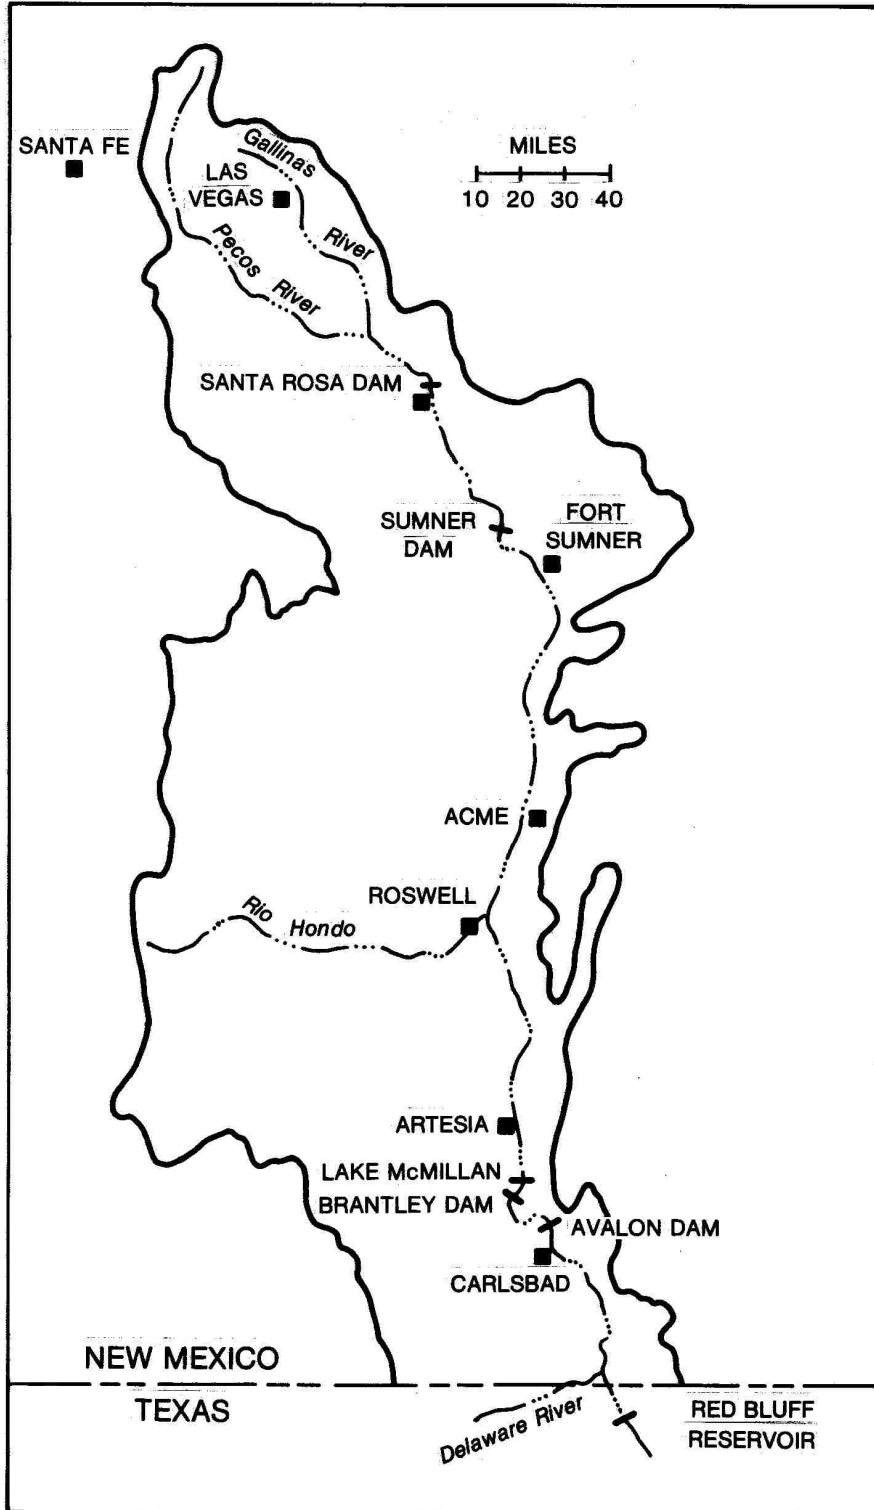 SANTA FE
Gallinas
River
LAS
VEGAS
MILES
10 20 30 40
Pecos
River
SANTA ROSA DAM
SUMNER
DAM
FORT
SUMNER
ACME
ROSWELL
Rio
Hondo
ARTESIA
LAKE McMILLAN
BRANTLEY DAM
AVALON DAM
CARLSBAD
NEW MEXICO
TEXAS
Delaware River
RED BLUFF
RESERVOIR